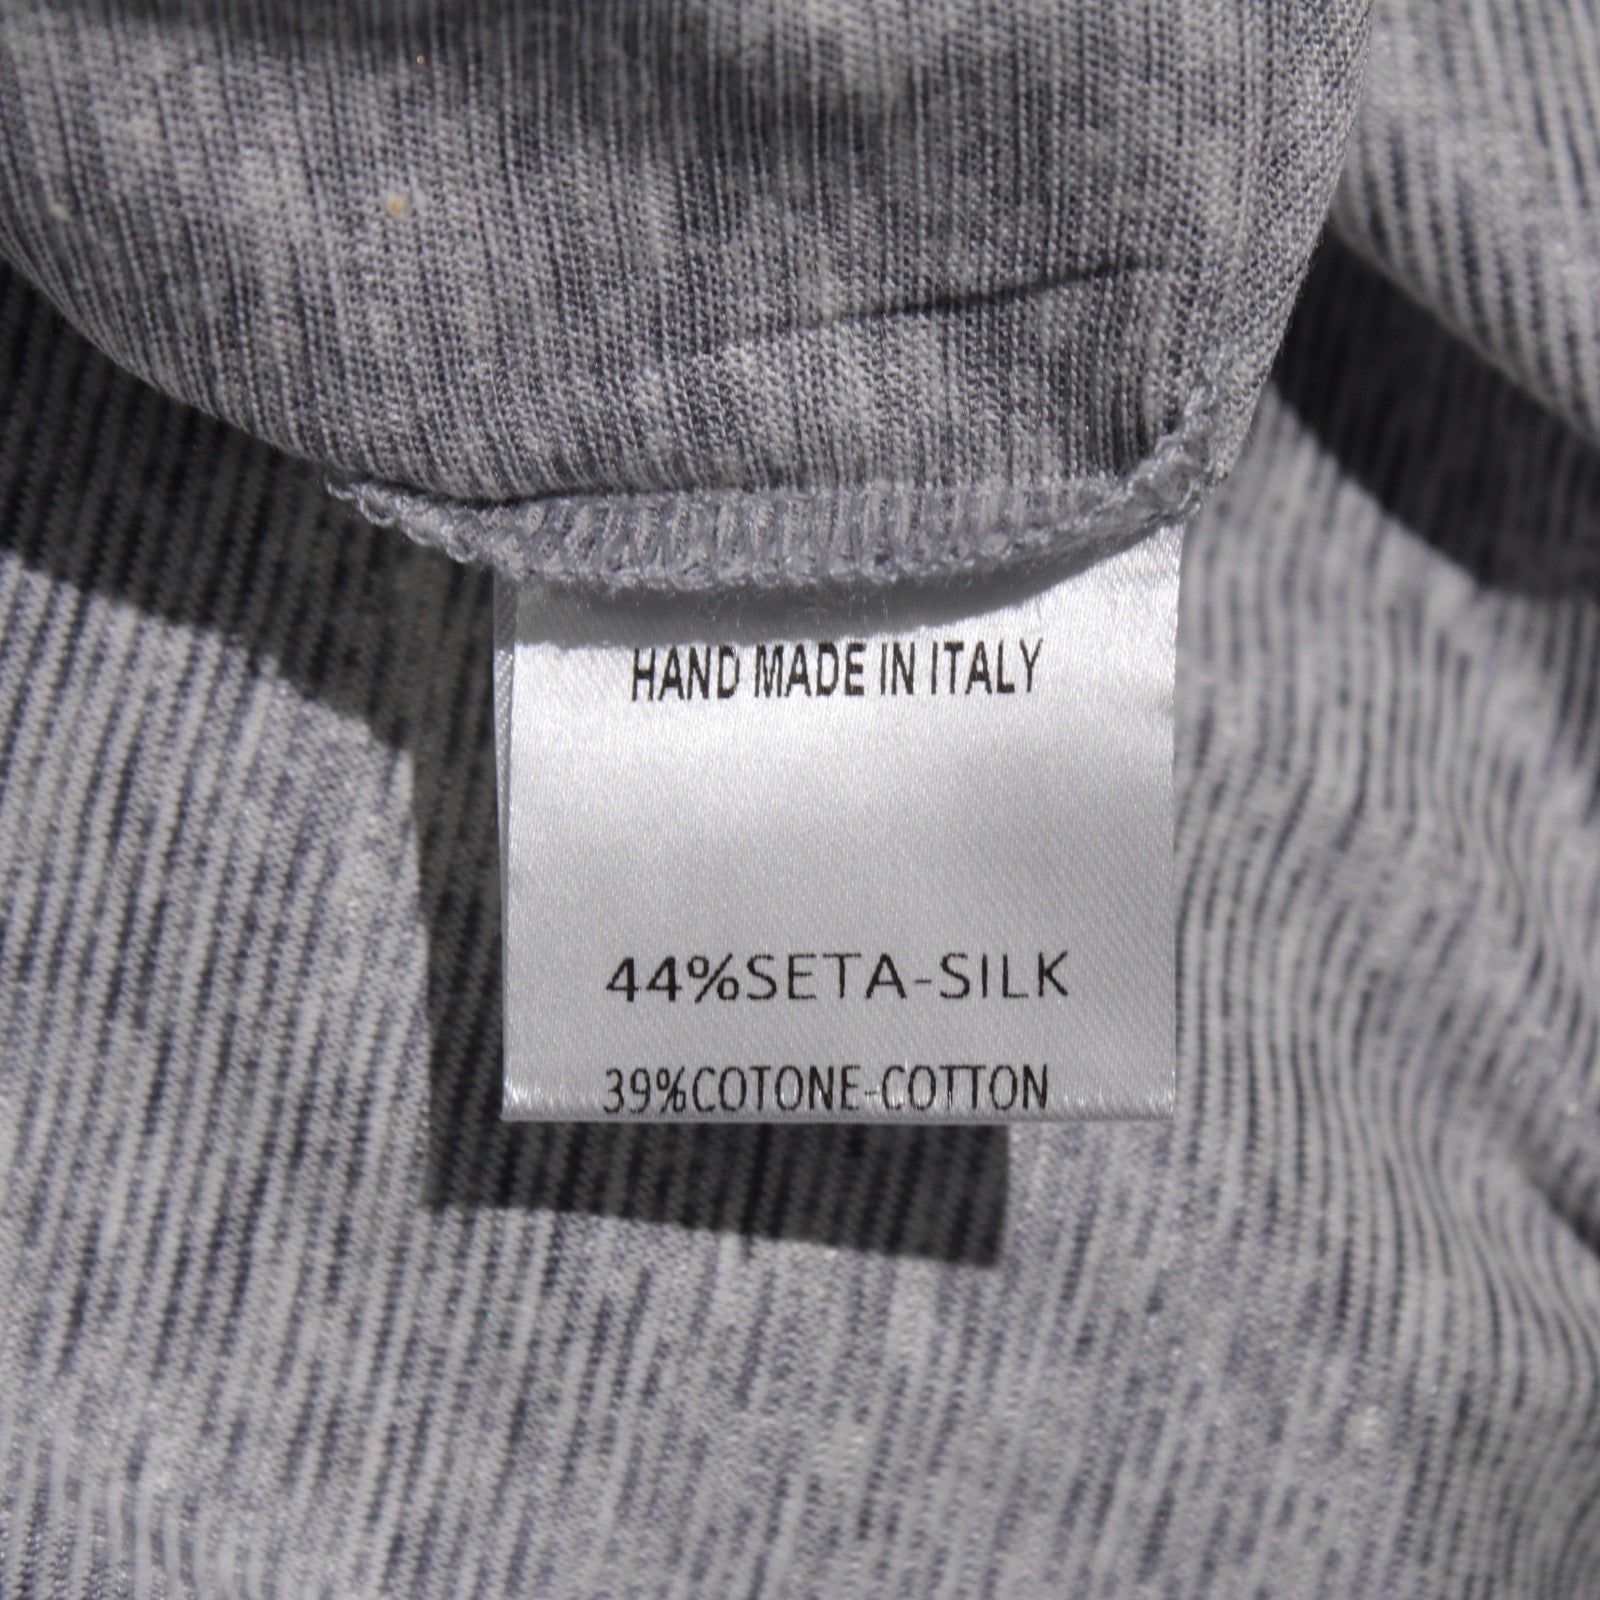 HAND MADE IN ITALY
44%SETA-SILK
39%COTONE-COTTON